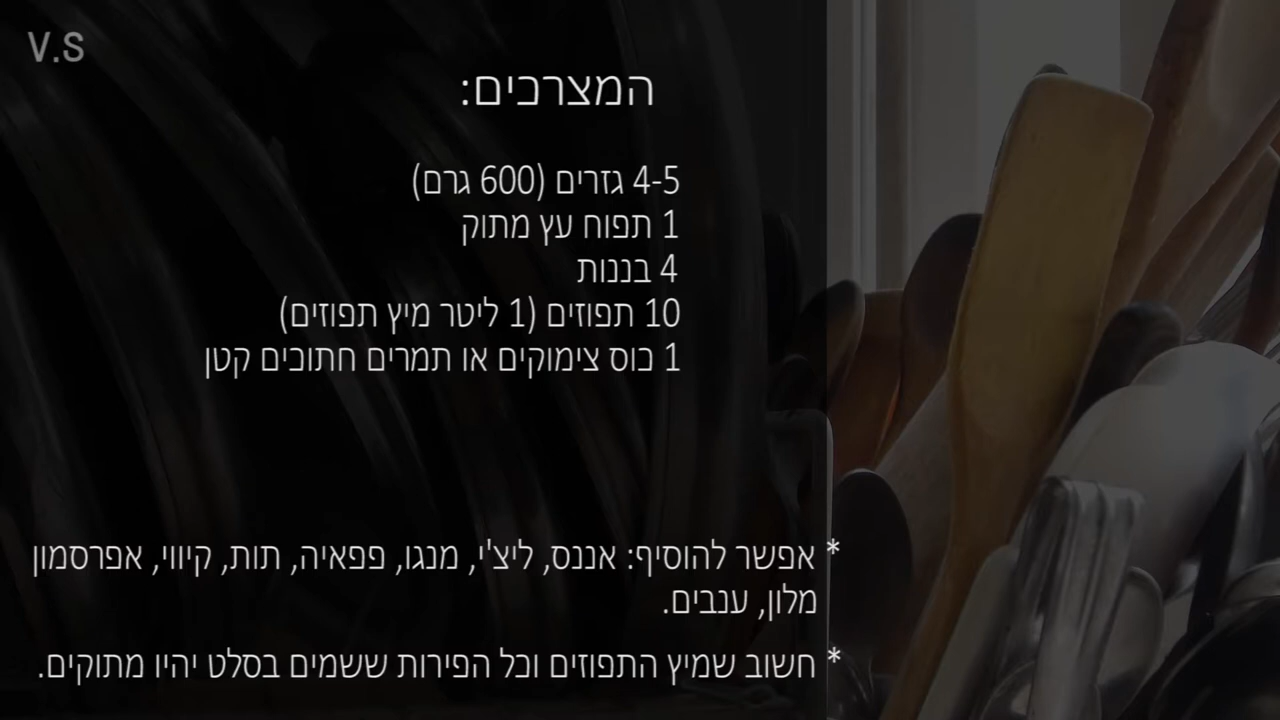 V.S
המצרכים:
4-5 גזרים (600 גרם)
1 תפוח עץ מתוק
4 בננות
10 תפוזים (1 ליטר מיץ תפוזים)
1 כוס צימוקים או תמרים חתוכים קטן
* אפשר להוסיף: אננס, ליצ'י, מנגו, פפאיה, תות, קיווי, אפרסמון
מלון, ענבים.
* חשוב שמיץ התפוזים וכל הפירות ששמים בסלט יהיו מתוקים.